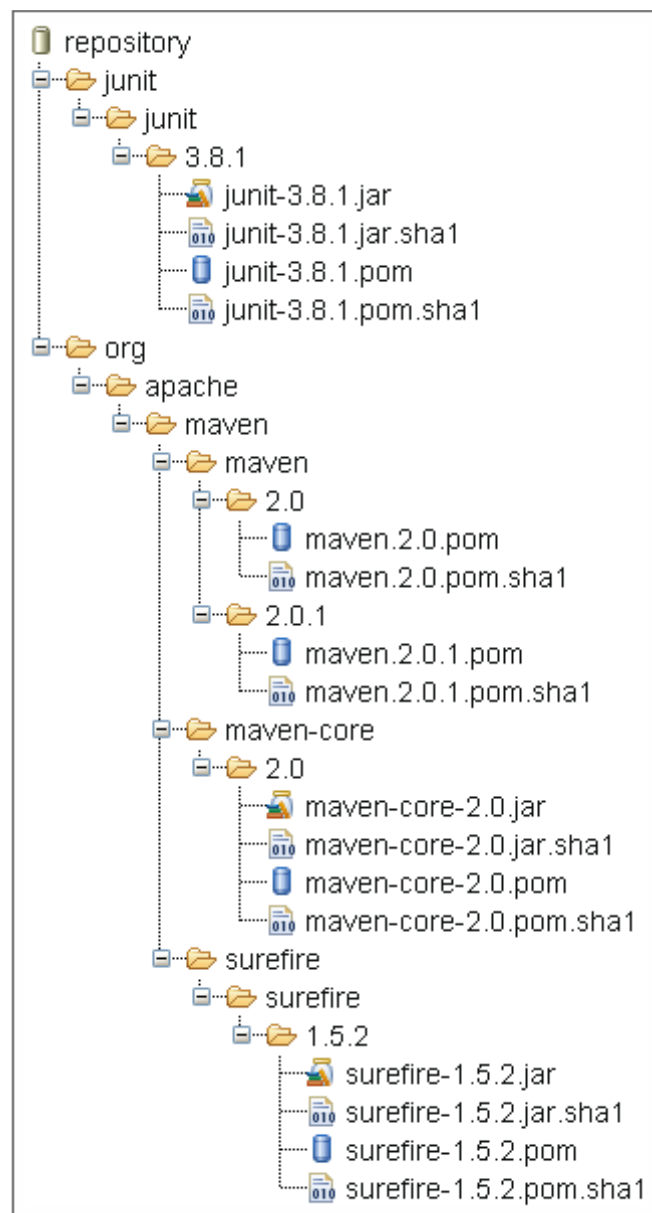 repository
junit
junit
3.8.1
junit-3.8.1.jar
junit-3.8.1.jar.sha1
junit-3.8.1.pom
junit-3.8.1.pom.sha1
org
apache
maven
maven
2.0
maven.2.0.pom
maven.2.0.pom.sha1
2.0.1
maven.2.0.1.pom
maven.2.0.1.pom.sha1
maven-core
2.0
maven-core-2.0.jar
maven-core-2.0.jar.sha1
maven-core-2.0.pom
maven-core-2.0.pom.sha1
surefire
surefire
1.5.2
surefire-1.5.2.jar
surefire-1.5.2.jar.sha1
surefire-1.5.2.pom
surefire-1.5.2.pom.sha1